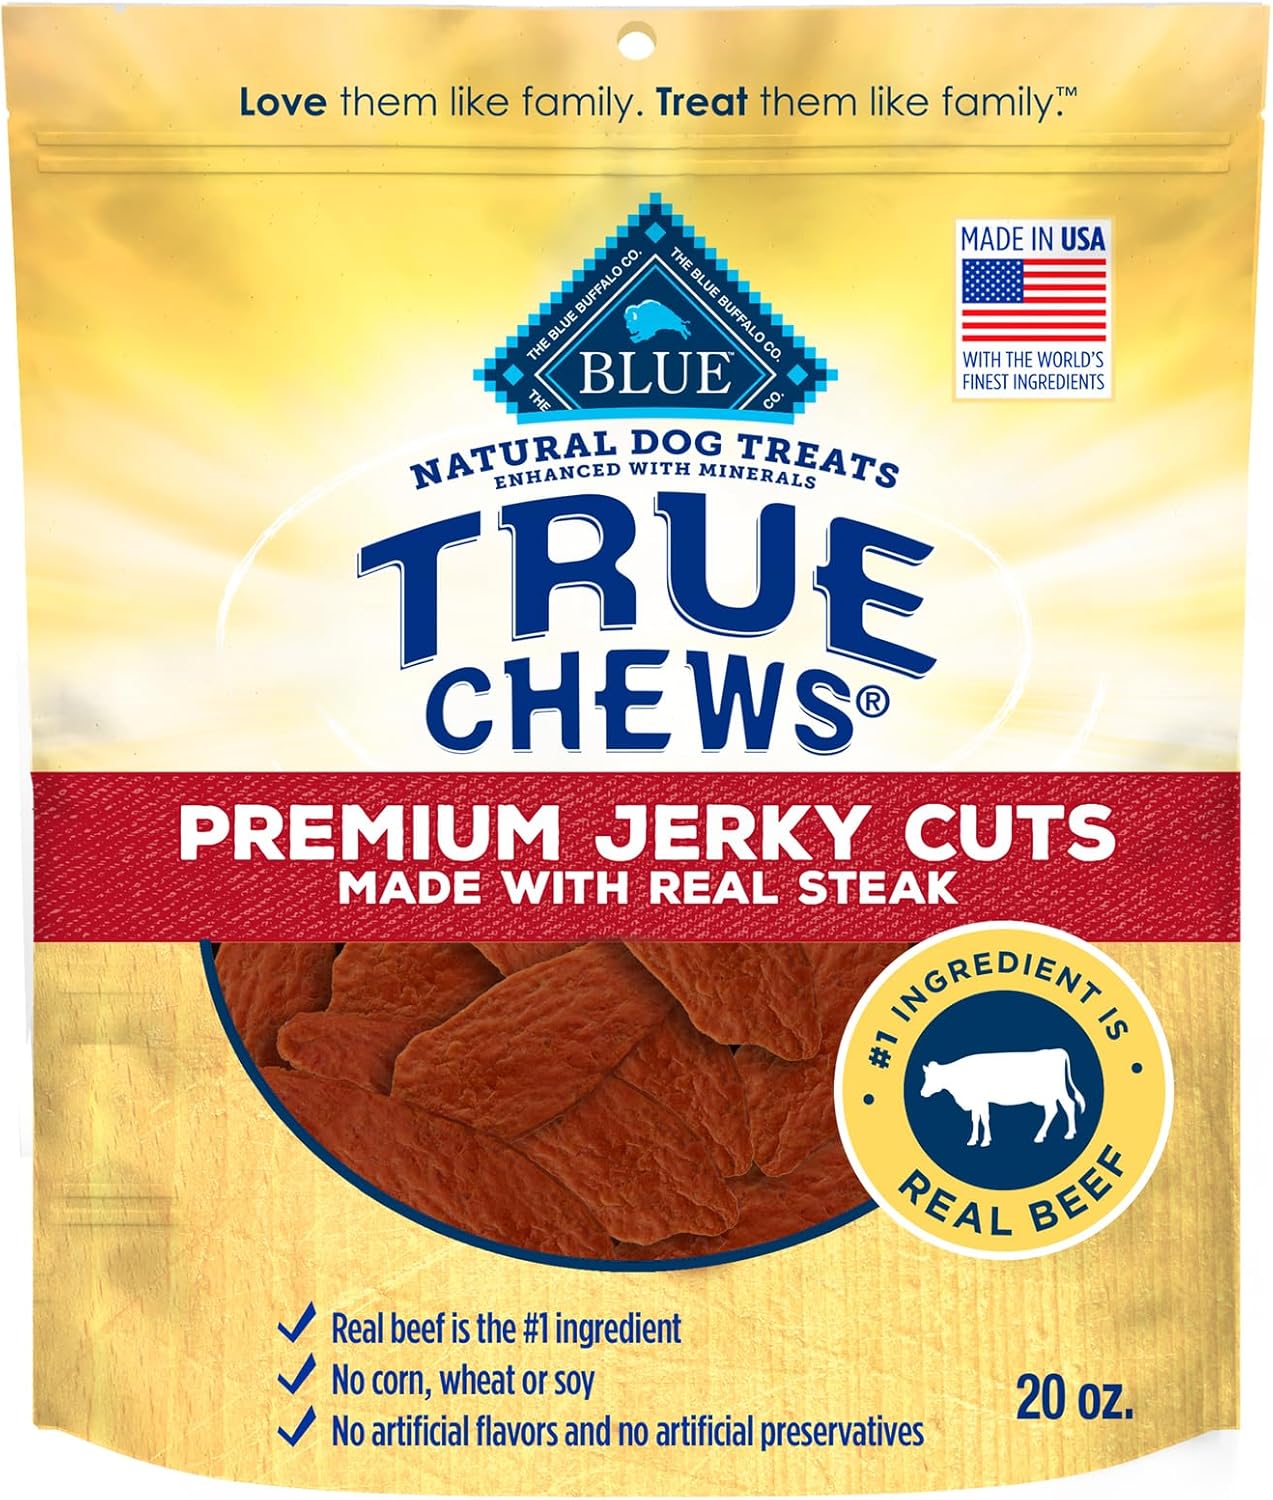 Love them like family. Treat them like family.™
MADE IN USA
WITH THE WORLD'S
FINEST INGREDIENTS
THE BLUE BUFFALO CO.
THE BLUE BUFFALO CO.
BLUE™
THE
CO.
NATURAL DOG TREATS
ENHANCED WITH MINERALS
TRUE
CHEWS®
PREMIUM JERKY CUTS
MADE WITH REAL STEAK
#1 INGREDIENT IS
REAL BEEF
Real beef is the #1 ingredient
No corn, wheat or soy
No artificial flavors and no artificial preservatives
20 oz.